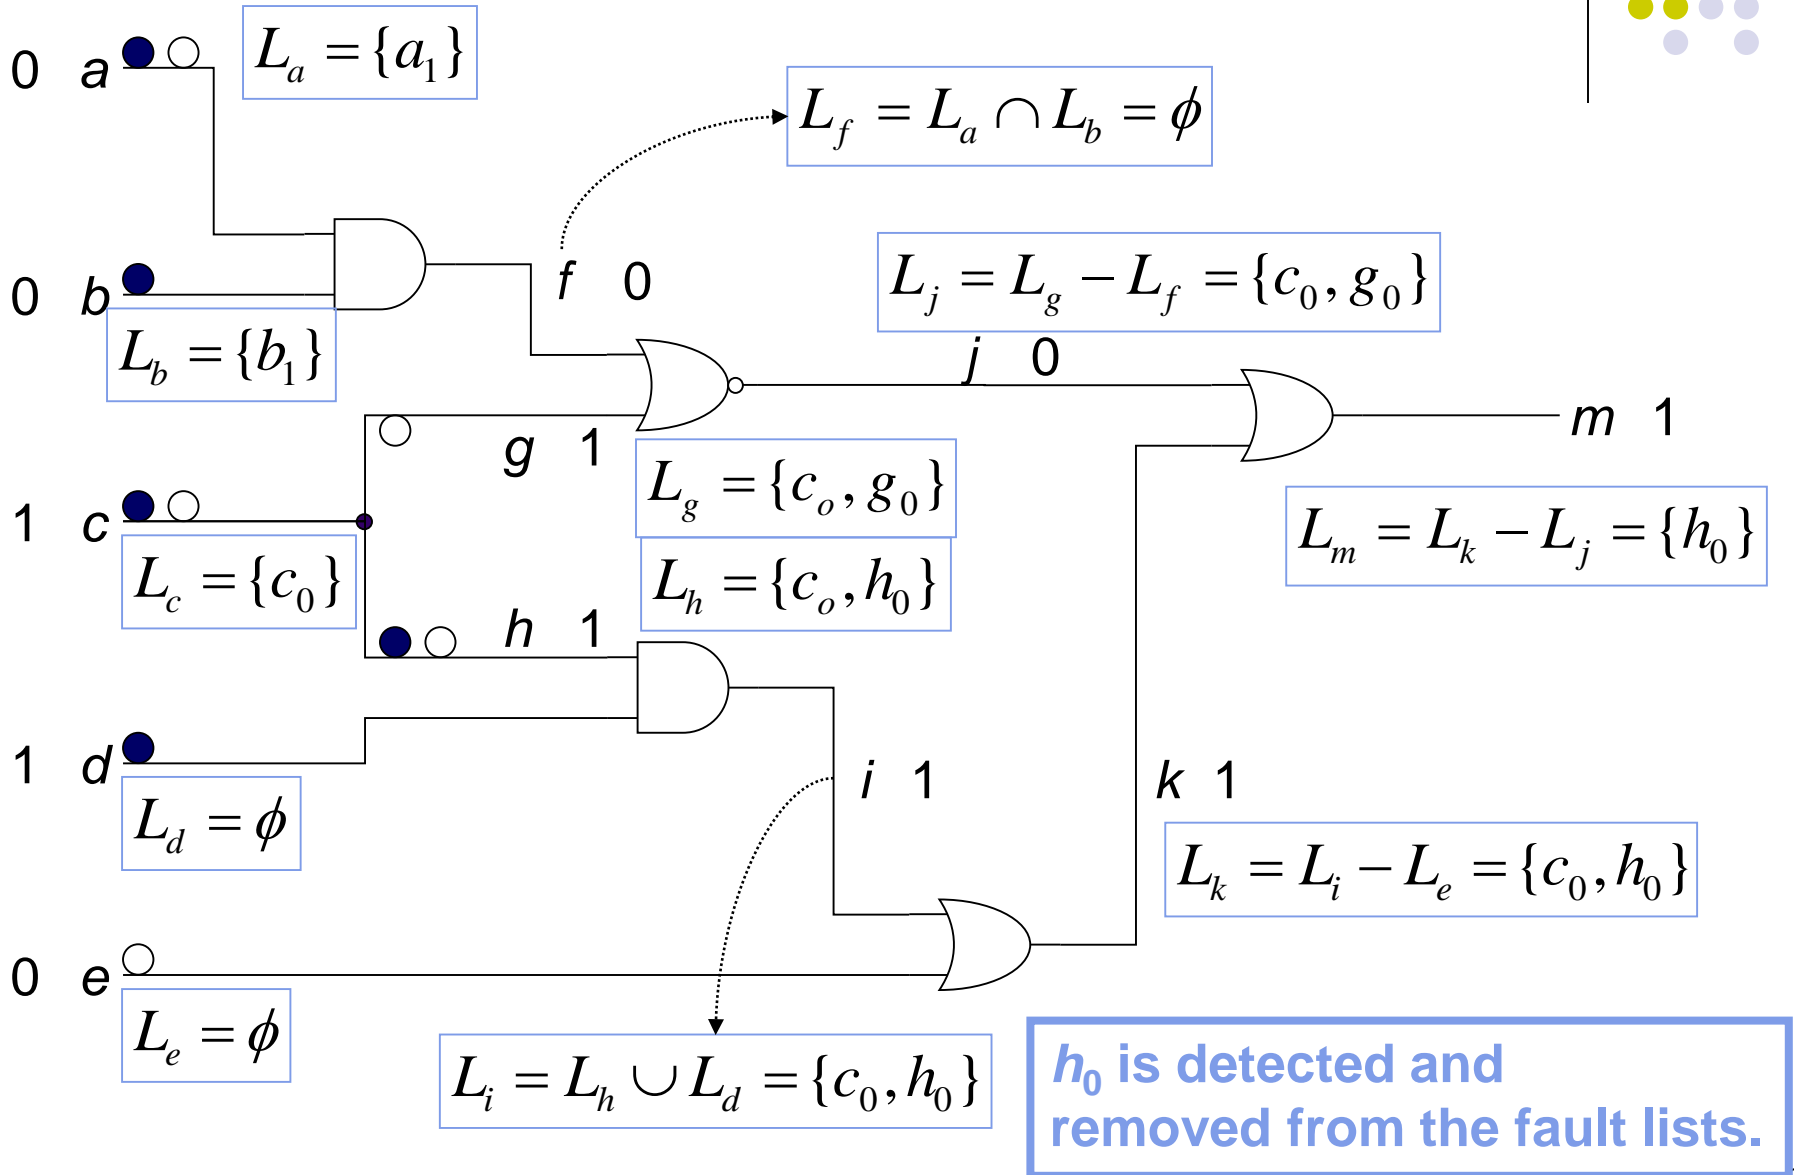 0 a
L_a = {a_1}
L_f = L_a ∩ L_b = ϕ
0 b
L_b = {b_1}
f 0
L_j = L_g − L_f = {c_0, g_0}
j 0
m 1
g 1
L_g = {c_o, g_0}
1 c
L_c = {c_0}
L_h = {c_o, h_0}
L_m = L_k − L_j = {h_0}
h 1
1 d
L_d = ϕ
i 1
k 1
L_k = L_i − L_e = {c_0, h_0}
0 e
L_e = ϕ
L_i = L_h ∪ L_d = {c_0, h_0}
h_0 is detected and
removed from the fault lists.